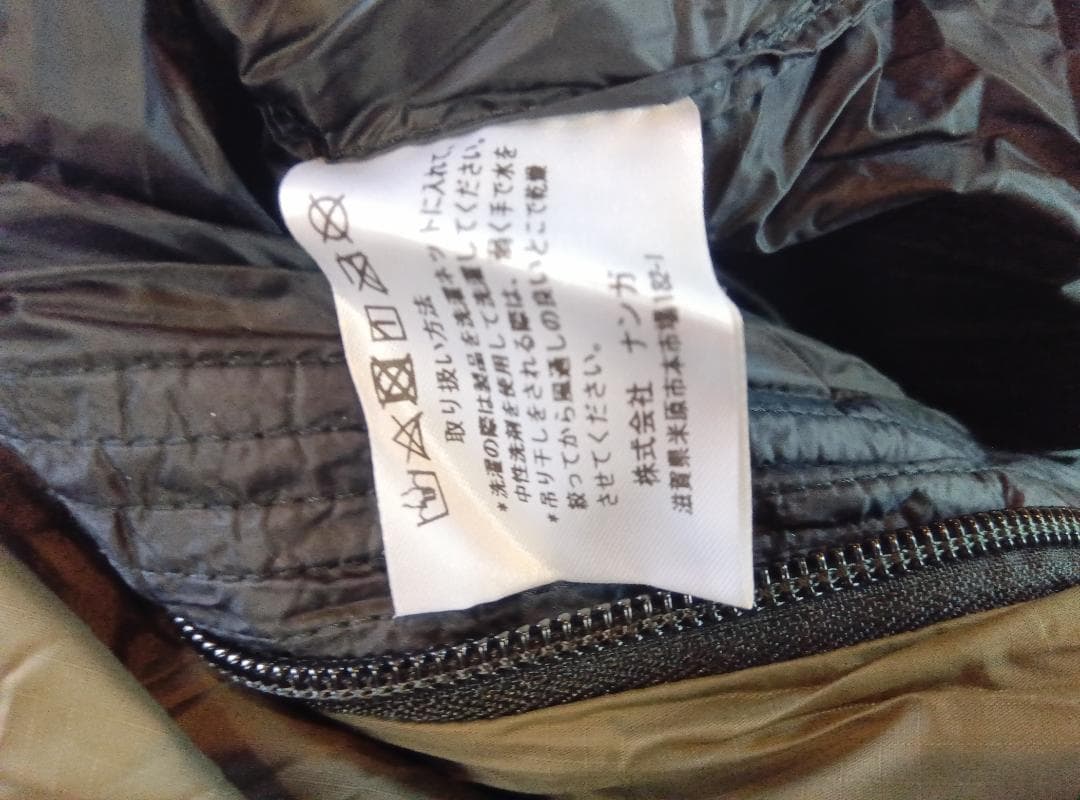 取り扱い方法
*洗濯の際は製品を洗濯ネットに入れて、
中性洗剤を使用して洗濯してください。
*吊り干しをされる際は、軽く手で水を
絞ってから風通しの良いところで乾燥
させてください。
株式会社 ナンガ
滋賀県米原市本市場182-1